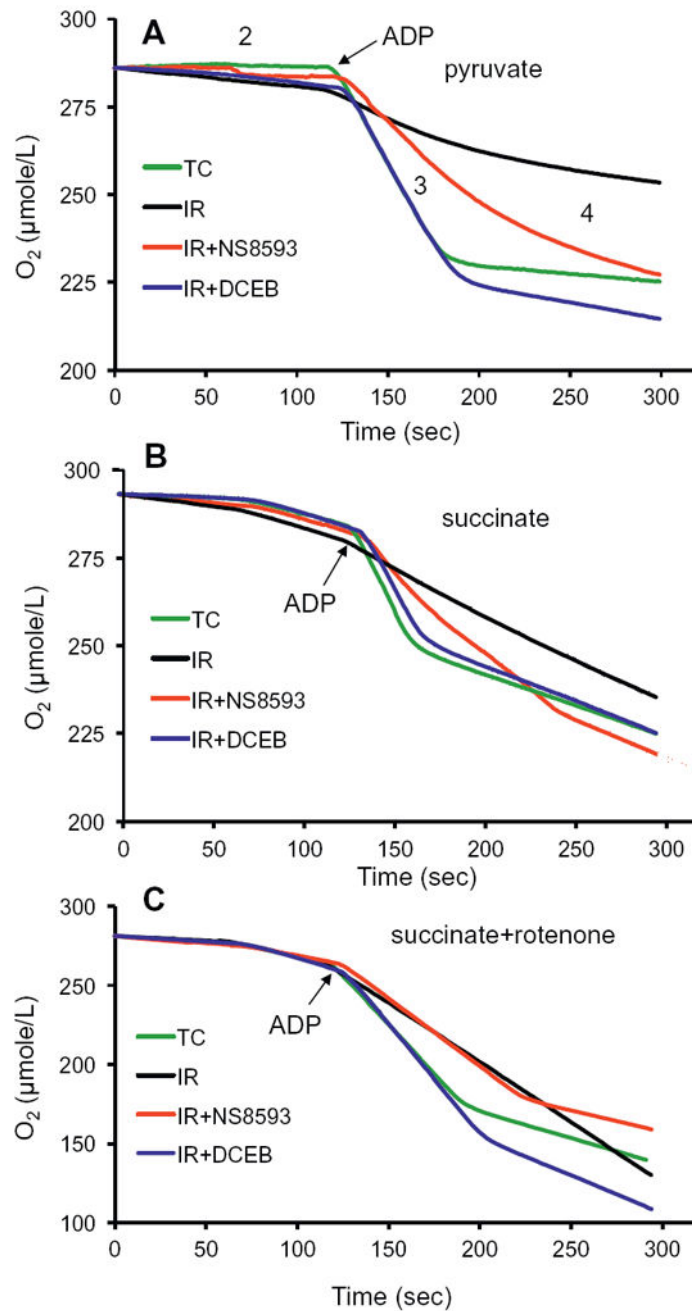 A
2
ADP
pyruvate
300
275
250
225
200
O₂ (µmole/L)
TC
IR
IR+NS8593
IR+DCEB
3
4
0 50 100 150 200 250 300
Time (sec)
B
succinate
300
275
250
225
200
O₂ (µmole/L)
ADP
TC
IR
IR+NS8593
IR+DCEB
0 50 100 150 200 250 300
Time (sec)
C
succinate+rotenone
300
250
200
150
100
O₂ (µmole/L)
ADP
TC
IR
IR+NS8593
IR+DCEB
0 50 100 150 200 250 300
Time (sec)